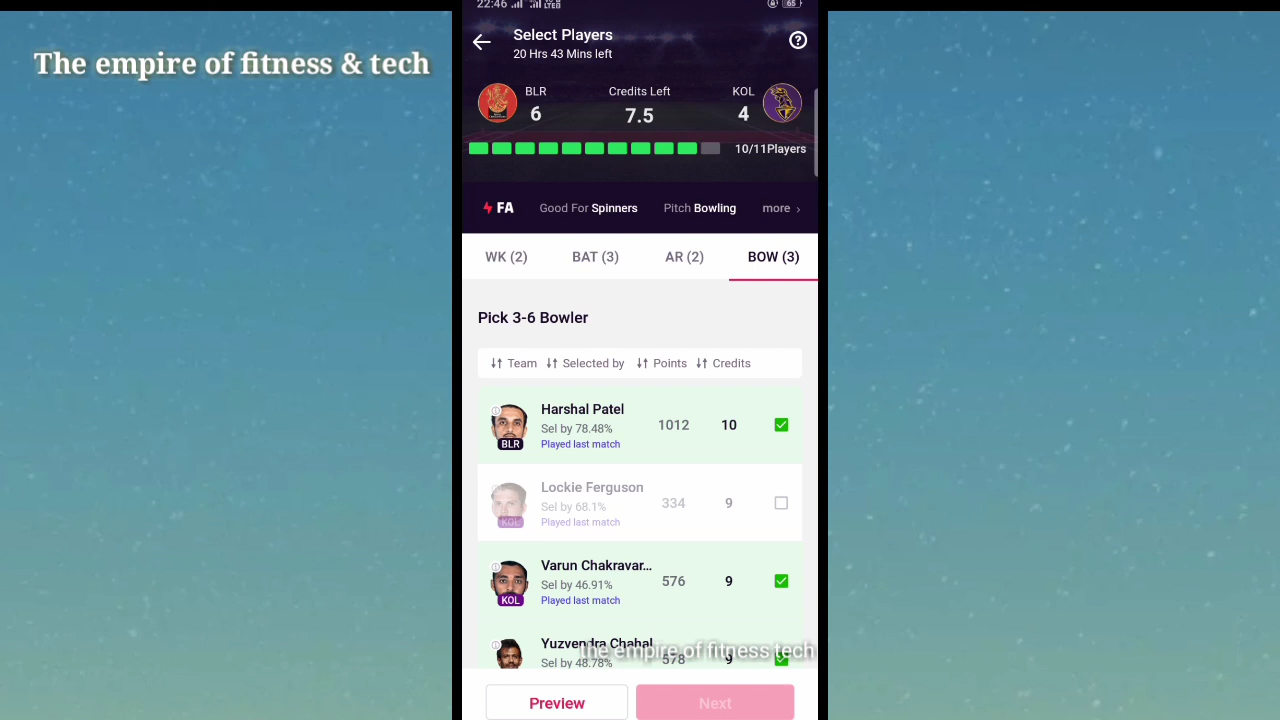 The empire of fitness & tech
22:46
65
Select Players
20 Hrs 43 Mins left
BLR
6
Credits Left
7.5
KOL
4
10/11Players
FA
Good For Spinners
Pitch Bowling
more >
WK (2)
BAT (3)
AR (2)
BOW (3)
Pick 3-6 Bowler
Team
Selected by
Points
Credits
Harshal Patel
Sel by 78.48%
Played last match
1012
10
BLR
Lockie Ferguson
Sel by 68.1%
Played last match
334
9
KOL
Varun Chakravar...
Sel by 46.91%
Played last match
576
9
KOL
Yuzvendra Chahal
Sel by 48.78%
578
9
the empire of fitness tech
Preview
Next